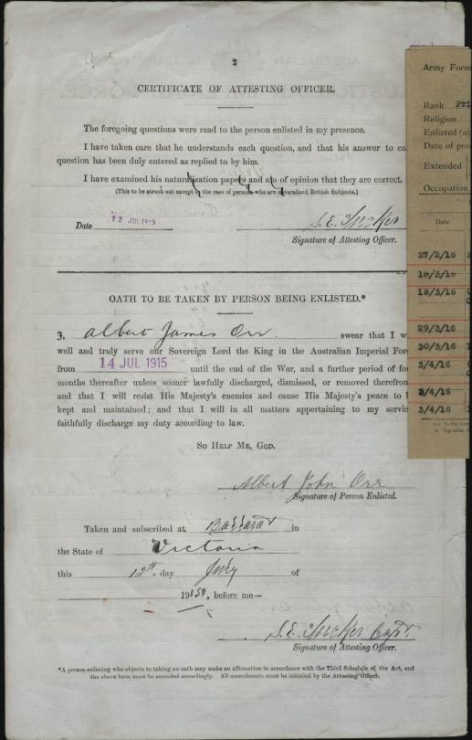 2
CERTIFICATE OF ATTESTING OFFICER.
The foregoing questions were read to the person enlisted in my presence.
I have taken care that he understands each question, and that his answer to ea
question has been duly entered as replied to by him.
I have examined his naturalization papers and am of opinion that they are correct.
(This to be struck out except in the case of persons who are naturalized British Subjects.)
Date 12 JUL
S. E. Tucker
Signature of Attesting Officer.
OATH TO BE TAKEN BY PERSON BEING ENLISTED.*
Albert James Orr swear that I w
well and truly serve our Sovereign Lord the King in the Australian Imperial For
from 14 JUL 1915 until the end of the War, and a further period of fo
months thereafter unless sooner lawfully discharged, dismissed, or removed therefrom
and that I will resist His Majesty's enemies and cause His Majesty's peace to
kept and maintained; and that I will in all matters appertaining to my service
faithfully discharge my duty according to law.
SO HELP ME, GOD.
Albert John Orr
Signature of Person Enlisted.
Taken and subscribed at Ballarat in
the State of Victoria
this 12th day July of
19 before me—
S. E. Tucker Capt.
Signature of Attesting Officer.
*A person enlisting who objects to taking an oath may make an affirmation in accordance with the Third Schedule of the Act, and
the above form must be amended accordingly. All amendments must be initialed by the Attesting Officer.
Army Form
Rank
Religion
Enlisted (
Date of pro
Extended
Occupation
Date
27/2/16
18/3/16
29/3/16
30/3/16
3/4/16
3/4/16
3/4/16